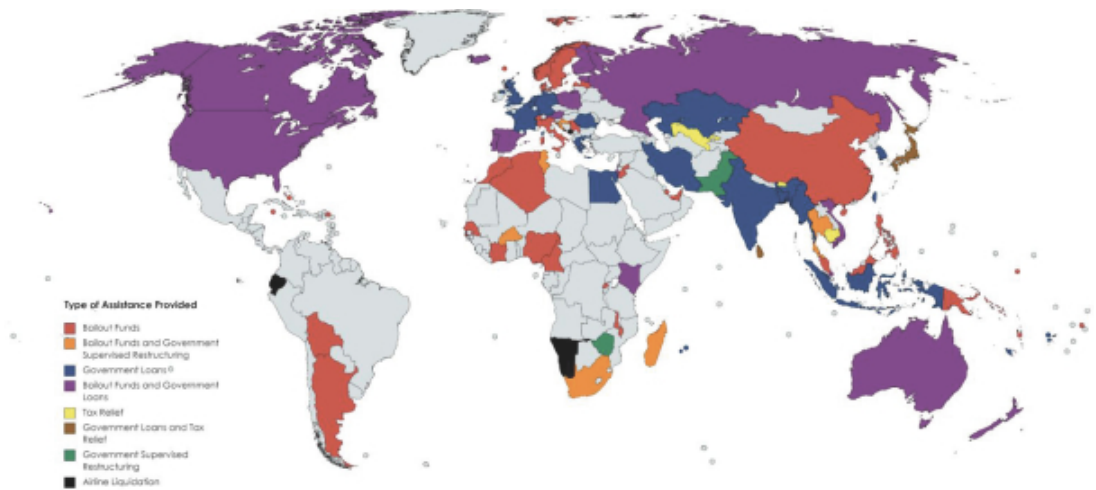 Type of Assistance Provided
Bailout Funds
Bailout Funds and Government
Supervised Restructuring
Government Loans
Bailout Funds and Government
Loans
Tax Relief
Government Loans and Tax
Relief
Government Supervised
Restructuring
Airline Liquidation